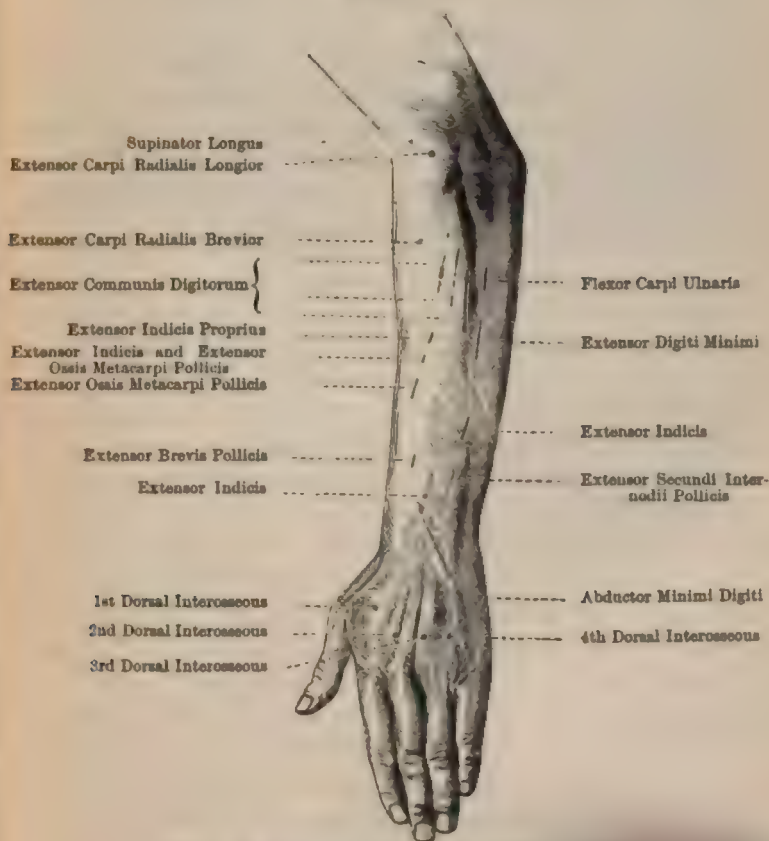 Supinator Longus
Extensor Carpi Radialis Longior
Extensor Carpi Radialis Brevior
Extensor Communis Digitorum
Extensor Indicis Proprius
Extensor Indicis and Extensor
Ossis Metacarpi Pollicis
Extensor Ossis Metacarpi Pollicis
Extensor Brevis Pollicis
Extensor Indicis
1st Dorsal Interosseous
2nd Dorsal Interosseous
3rd Dorsal Interosseous
Flexor Carpi Ulnaris
Extensor Digiti Minimi
Extensor Indicis
Extensor Secundi Inter-
nodii Pollicis
Abductor Minimi Digiti
4th Dorsal Interosseous